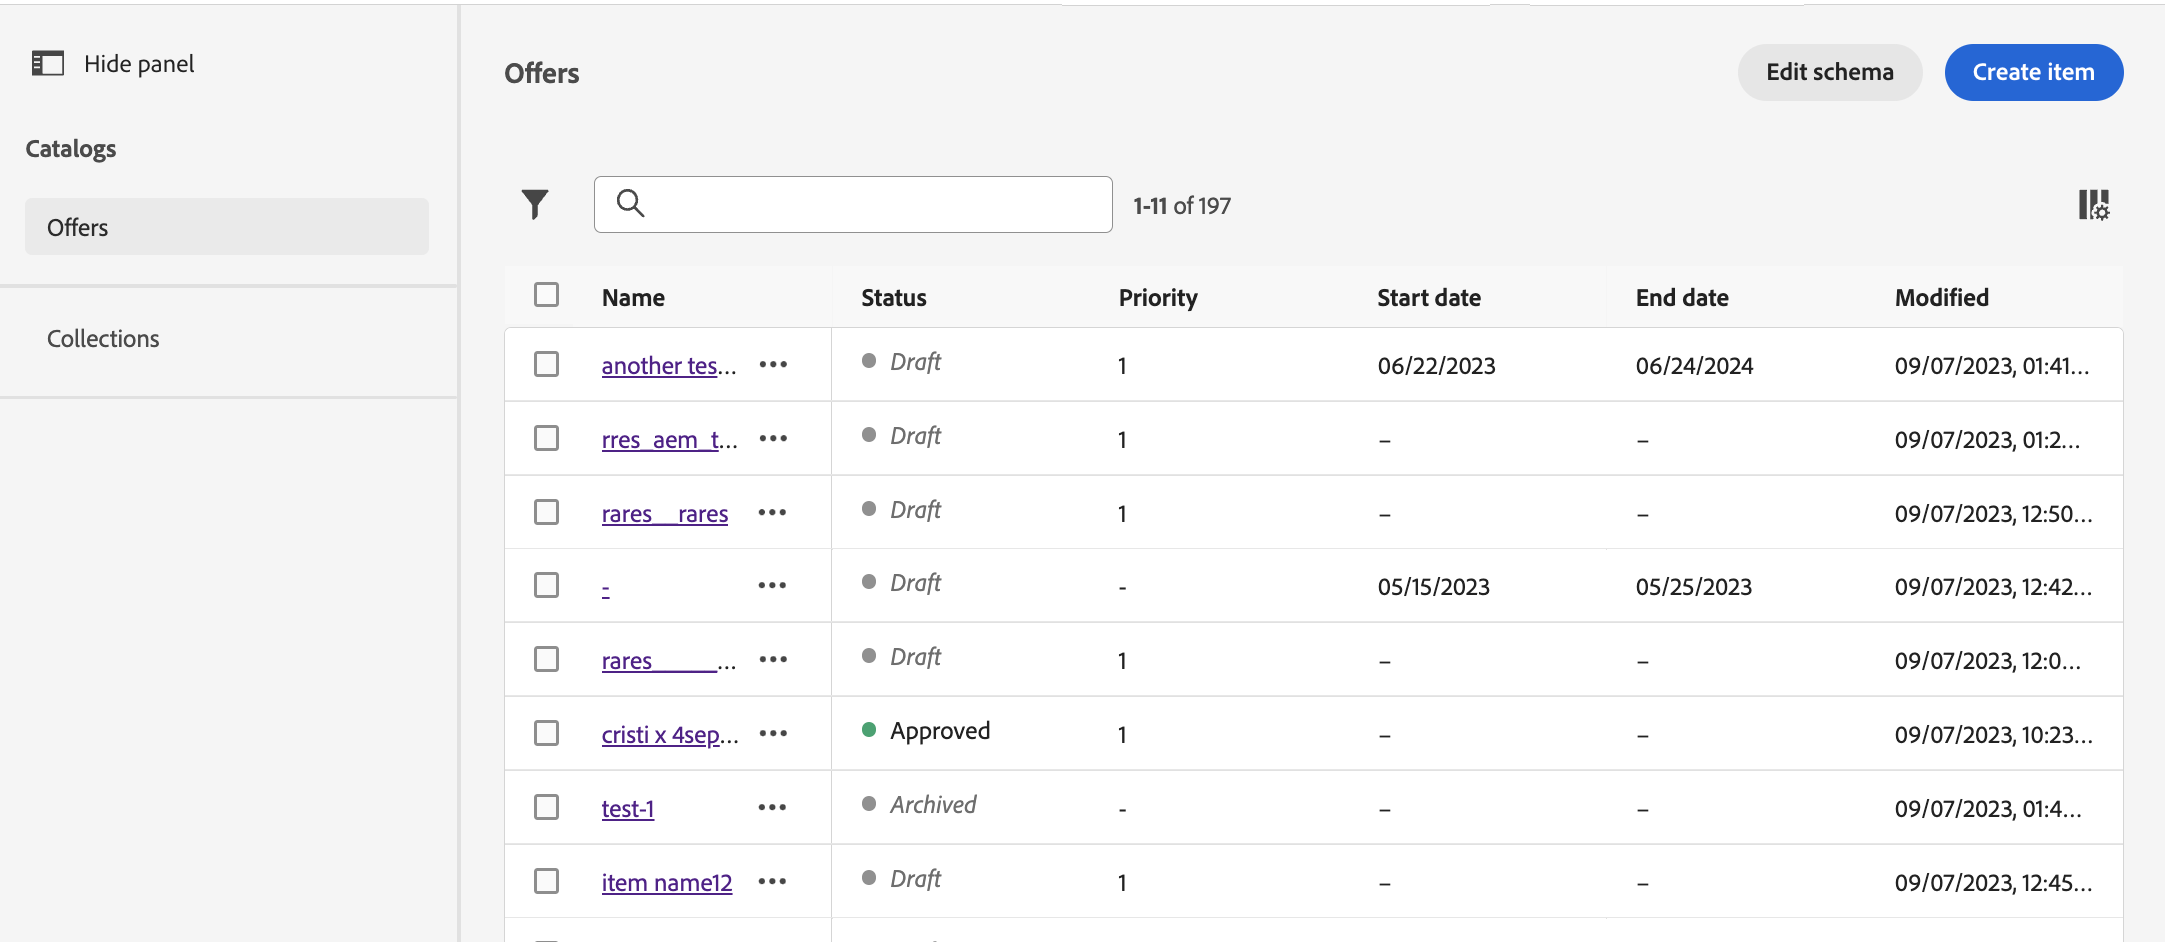 Hide panel
Catalogs
Offers
Collections
Offers
Edit schema
Create item
1-11 of 197
Name Status Priority Start date End date Modified
another tes... Draft 1 06/22/2023 06/24/2024 09/07/2023, 01:41...
rres_aem_t... Draft 1 – – 09/07/2023, 01:2...
rares__rares Draft 1 – – 09/07/2023, 12:50...
- Draft - 05/15/2023 05/25/2023 09/07/2023, 12:42...
rares_____... Draft 1 – – 09/07/2023, 12:0...
cristi x 4sep... Approved 1 – – 09/07/2023, 10:23...
test-1 Archived - – – 09/07/2023, 01:4...
item name12 Draft 1 – – 09/07/2023, 12:45...